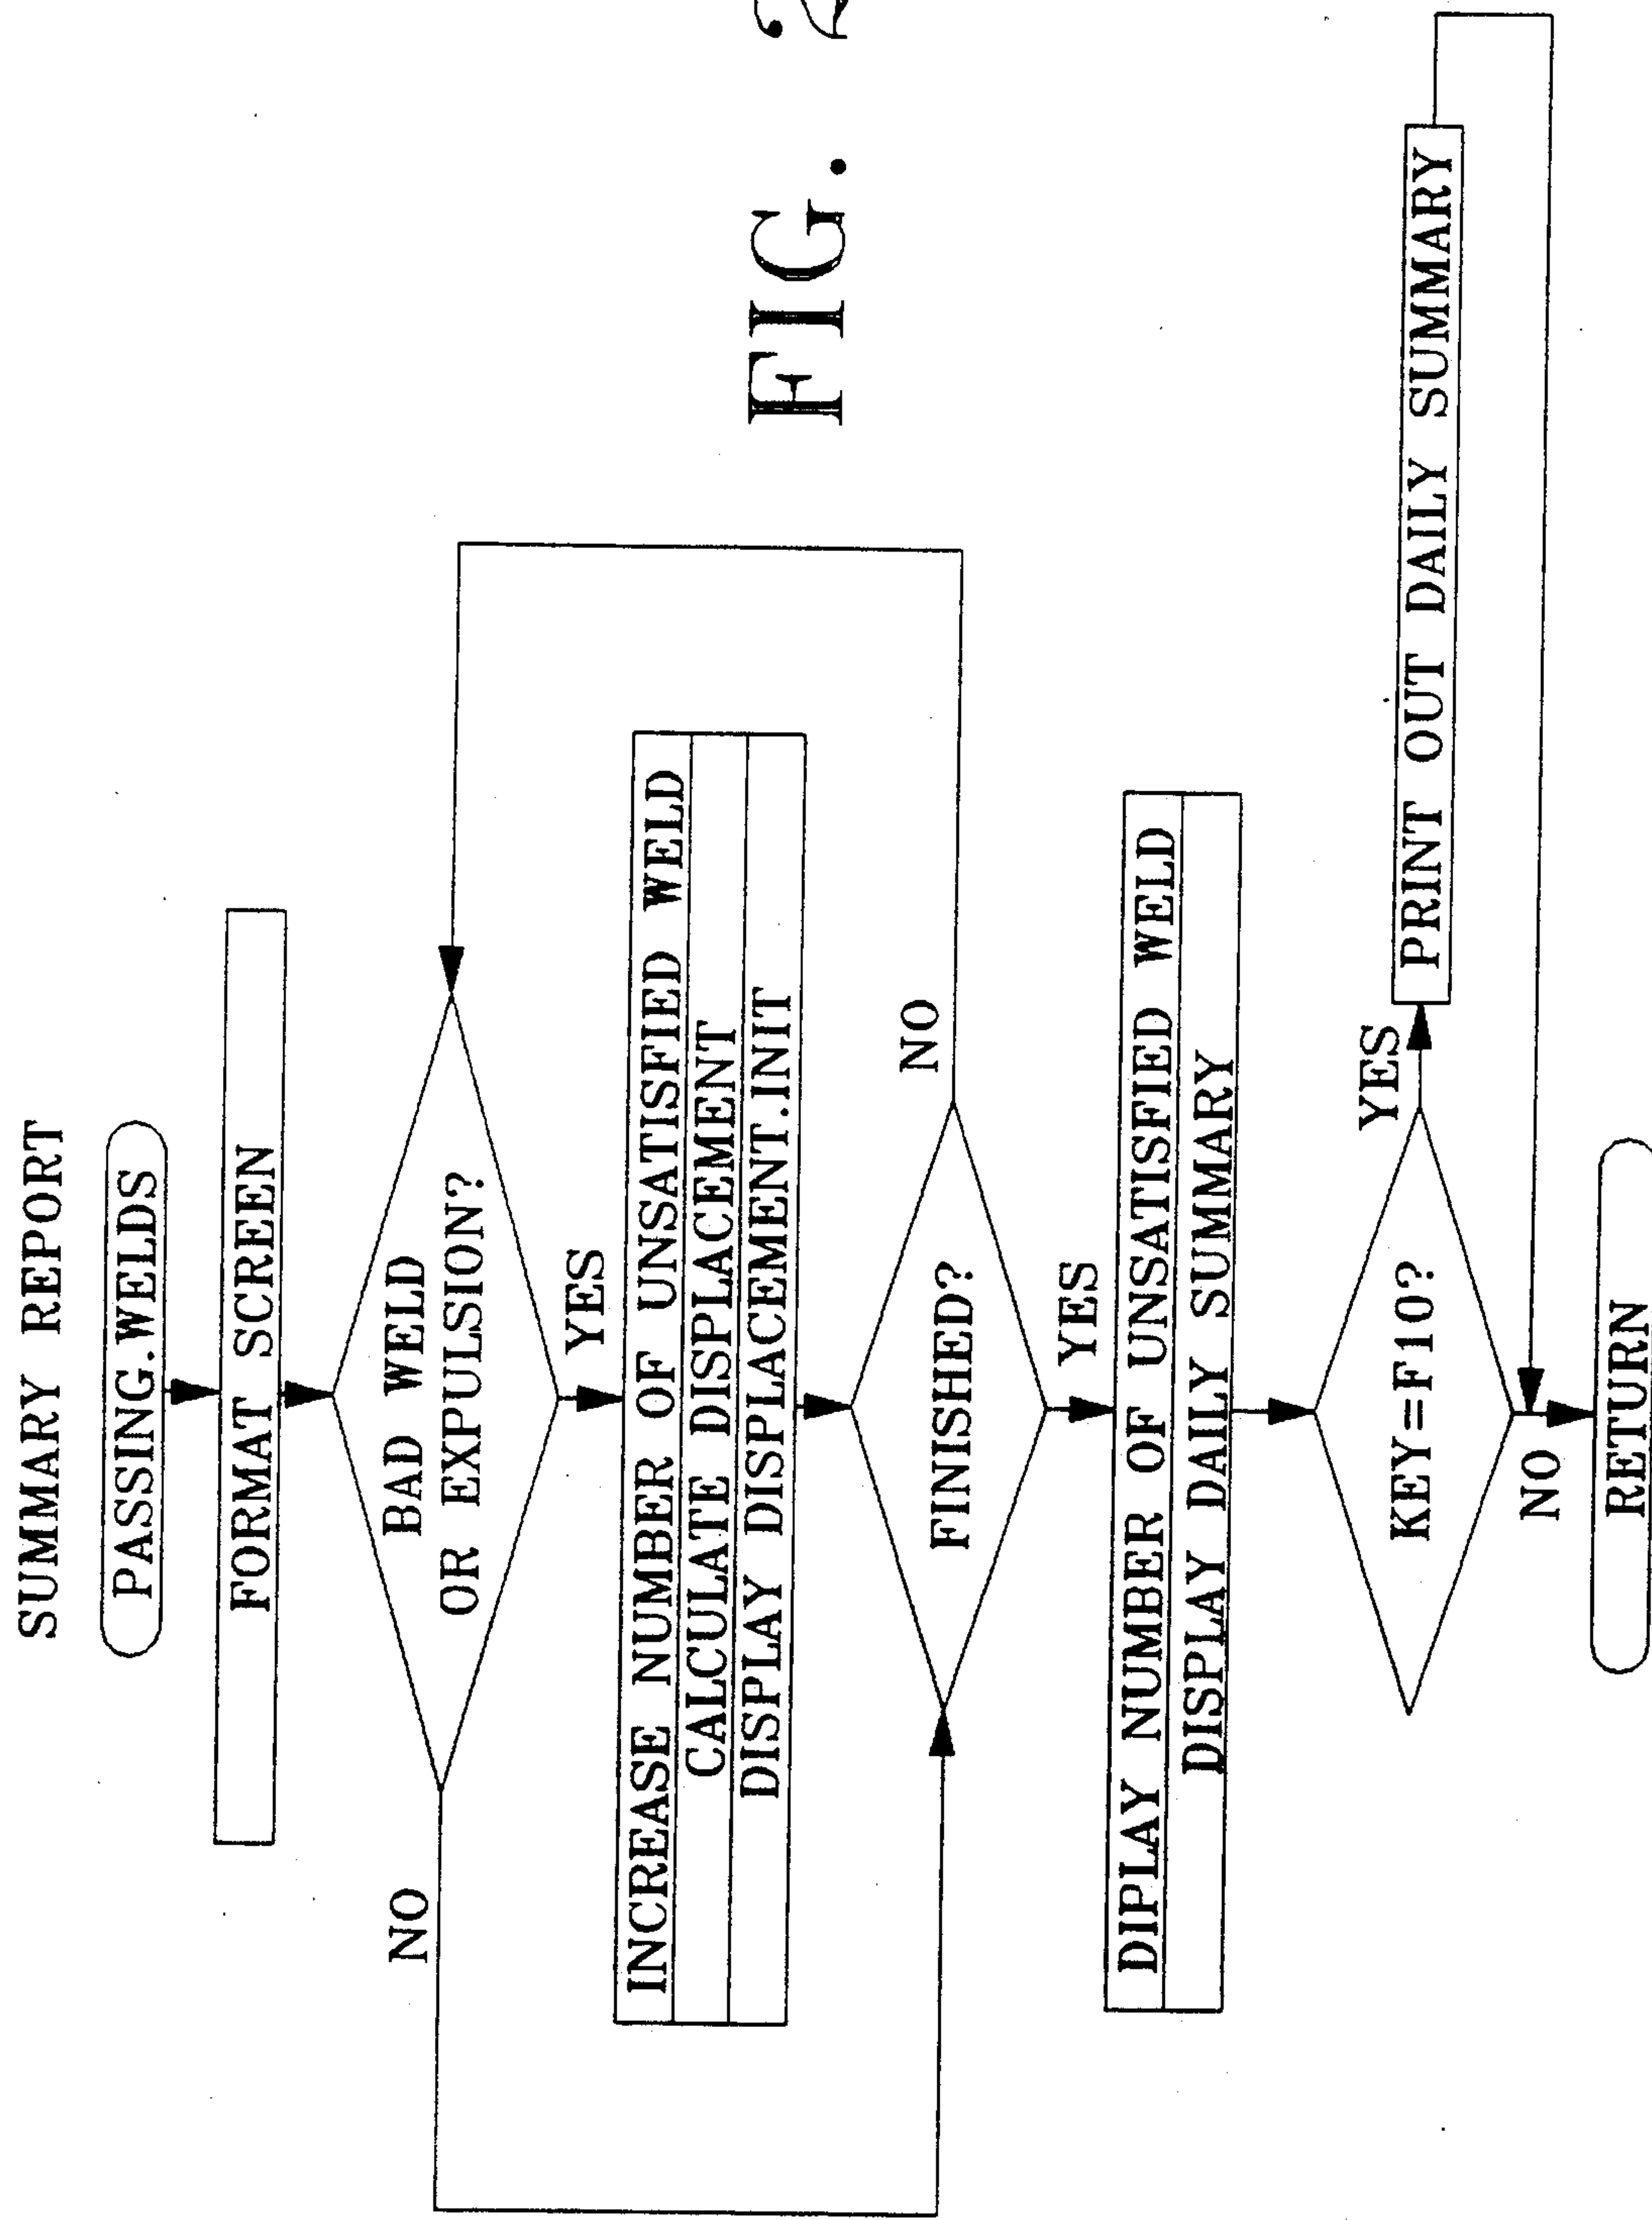 SUMMARY REPORT
PASSING.WELDS
FORMAT SCREEN
BAD WELD
OR EXPULSION?
NO
YES
INCREASE NUMBER OF UNSATISFIED WELD
CALCULATE DISPLACEMENT
DISPLAY DISPLACEMENT.INIT
FINISHED?
NO
YES
DIPLAY NUMBER OF UNSATISFIED WELD
DISPLAY DAILY SUMMARY
KEY=F10?
YES
PRINT OUT DAILY SUMMARY
NO
RETURN
FIG.